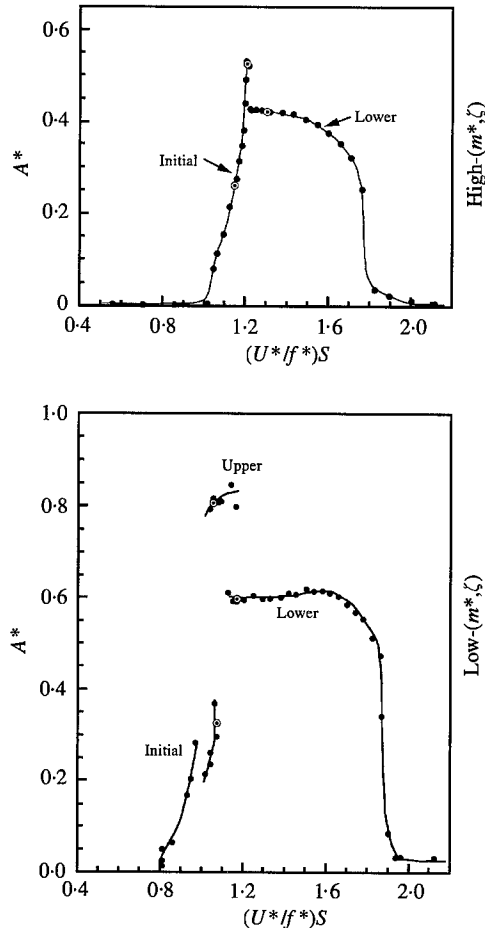 0·6
0·4
0·2
0
A*
Initial
Lower
High-(m*,ζ)
0·4 0·8 1·2 1·6 2·0
(U*/f*)S
1·0
0·8
0·6
0·4
0·2
0·0
A*
Upper
Lower
Initial
Low-(m*,ζ)
0·4 0·8 1·2 1·6 2·0
(U*/f*)S